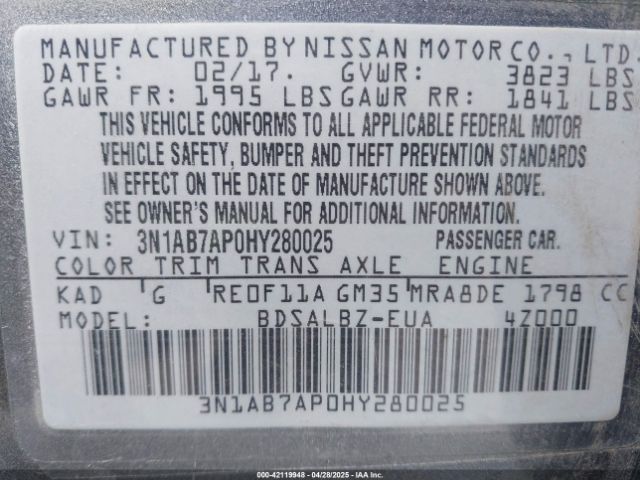 MANUFACTURED BY NISSAN MOTOR CO., LTD.
DATE: 02/17. GVWR: 3823 LBS
GAWR FR: 1995 LBS GAWR RR: 1841 LBS
THIS VEHICLE CONFORMS TO ALL APPLICABLE FEDERAL MOTOR
VEHICLE SAFETY, BUMPER AND THEFT PREVENTION STANDARDS
IN EFFECT ON THE DATE OF MANUFACTURE SHOWN ABOVE.
SEE OWNER'S MANUAL FOR ADDITIONAL INFORMATION.
VIN: 3N1AB7AP0HY280025 PASSENGER CAR.
COLOR TRIM TRANS AXLE ENGINE
KAD G RE0F11A GM35 MRA8DE 1798 CC
MODEL: BDSALBZ-EUA 4Z000
3N1AB7AP0HY280025
000-42119948 - 04/28/2025 - IAAI.COM